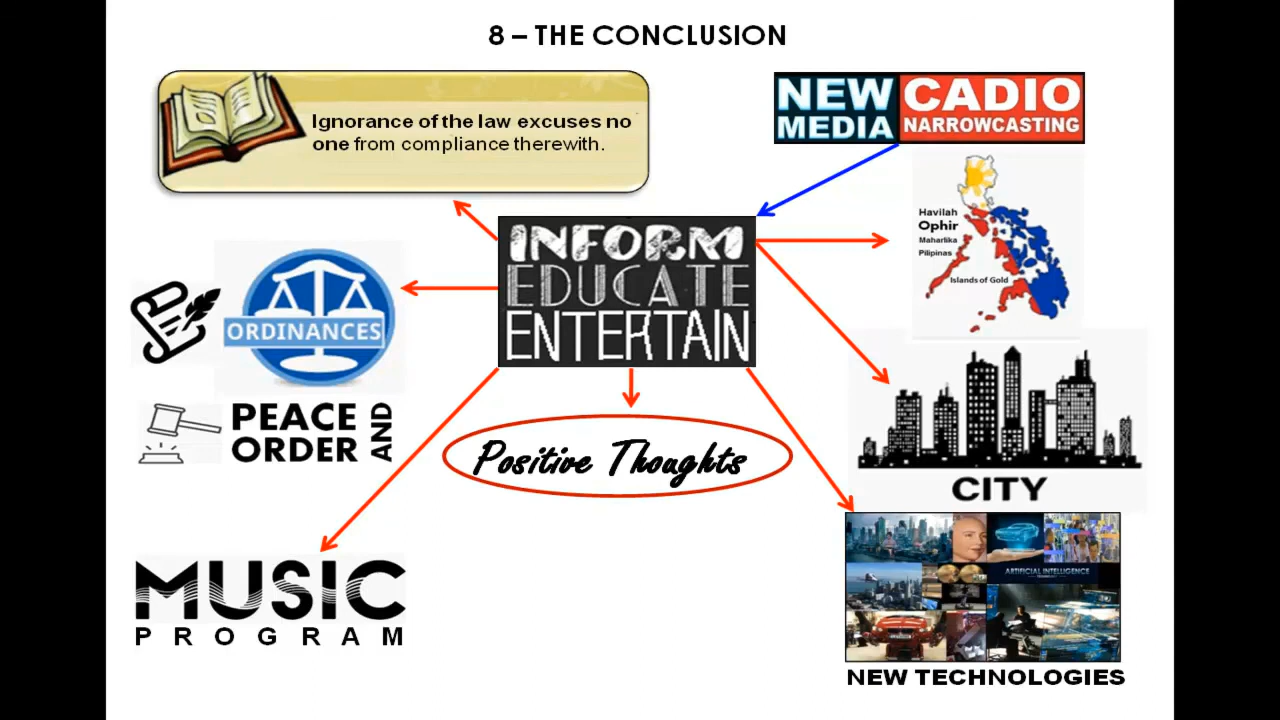 8 – THE CONCLUSION
Ignorance of the law excuses no
one from compliance therewith.
NEW MEDIA
CADIO NARROWCASTING
INFORM
EDUCATE
ENTERTAIN
Havilah
Ophir
Maharlika
Pilipinas
Islands of Gold
ORDINANCES
PEACE AND
ORDER
Positive Thoughts
CITY
MUSIC
PROGRAM
ARTIFICIAL INTELLIGENCE
TECHNOLOGY
NEW TECHNOLOGIES